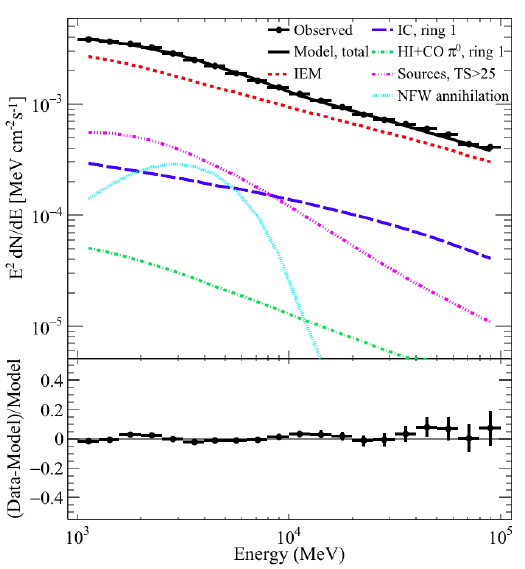 Observed
Model, total
IEM
IC, ring 1
HI+CO π⁰, ring 1
Sources, TS>25
NFW annihilation
E² dN/dE [MeV cm⁻²s⁻¹]
10⁻³
10⁻⁴
10⁻⁵
(Data-Model)/Model
0.4
0.2
0
−0.2
−0.4
10³
10⁴
10⁵
Energy (MeV)